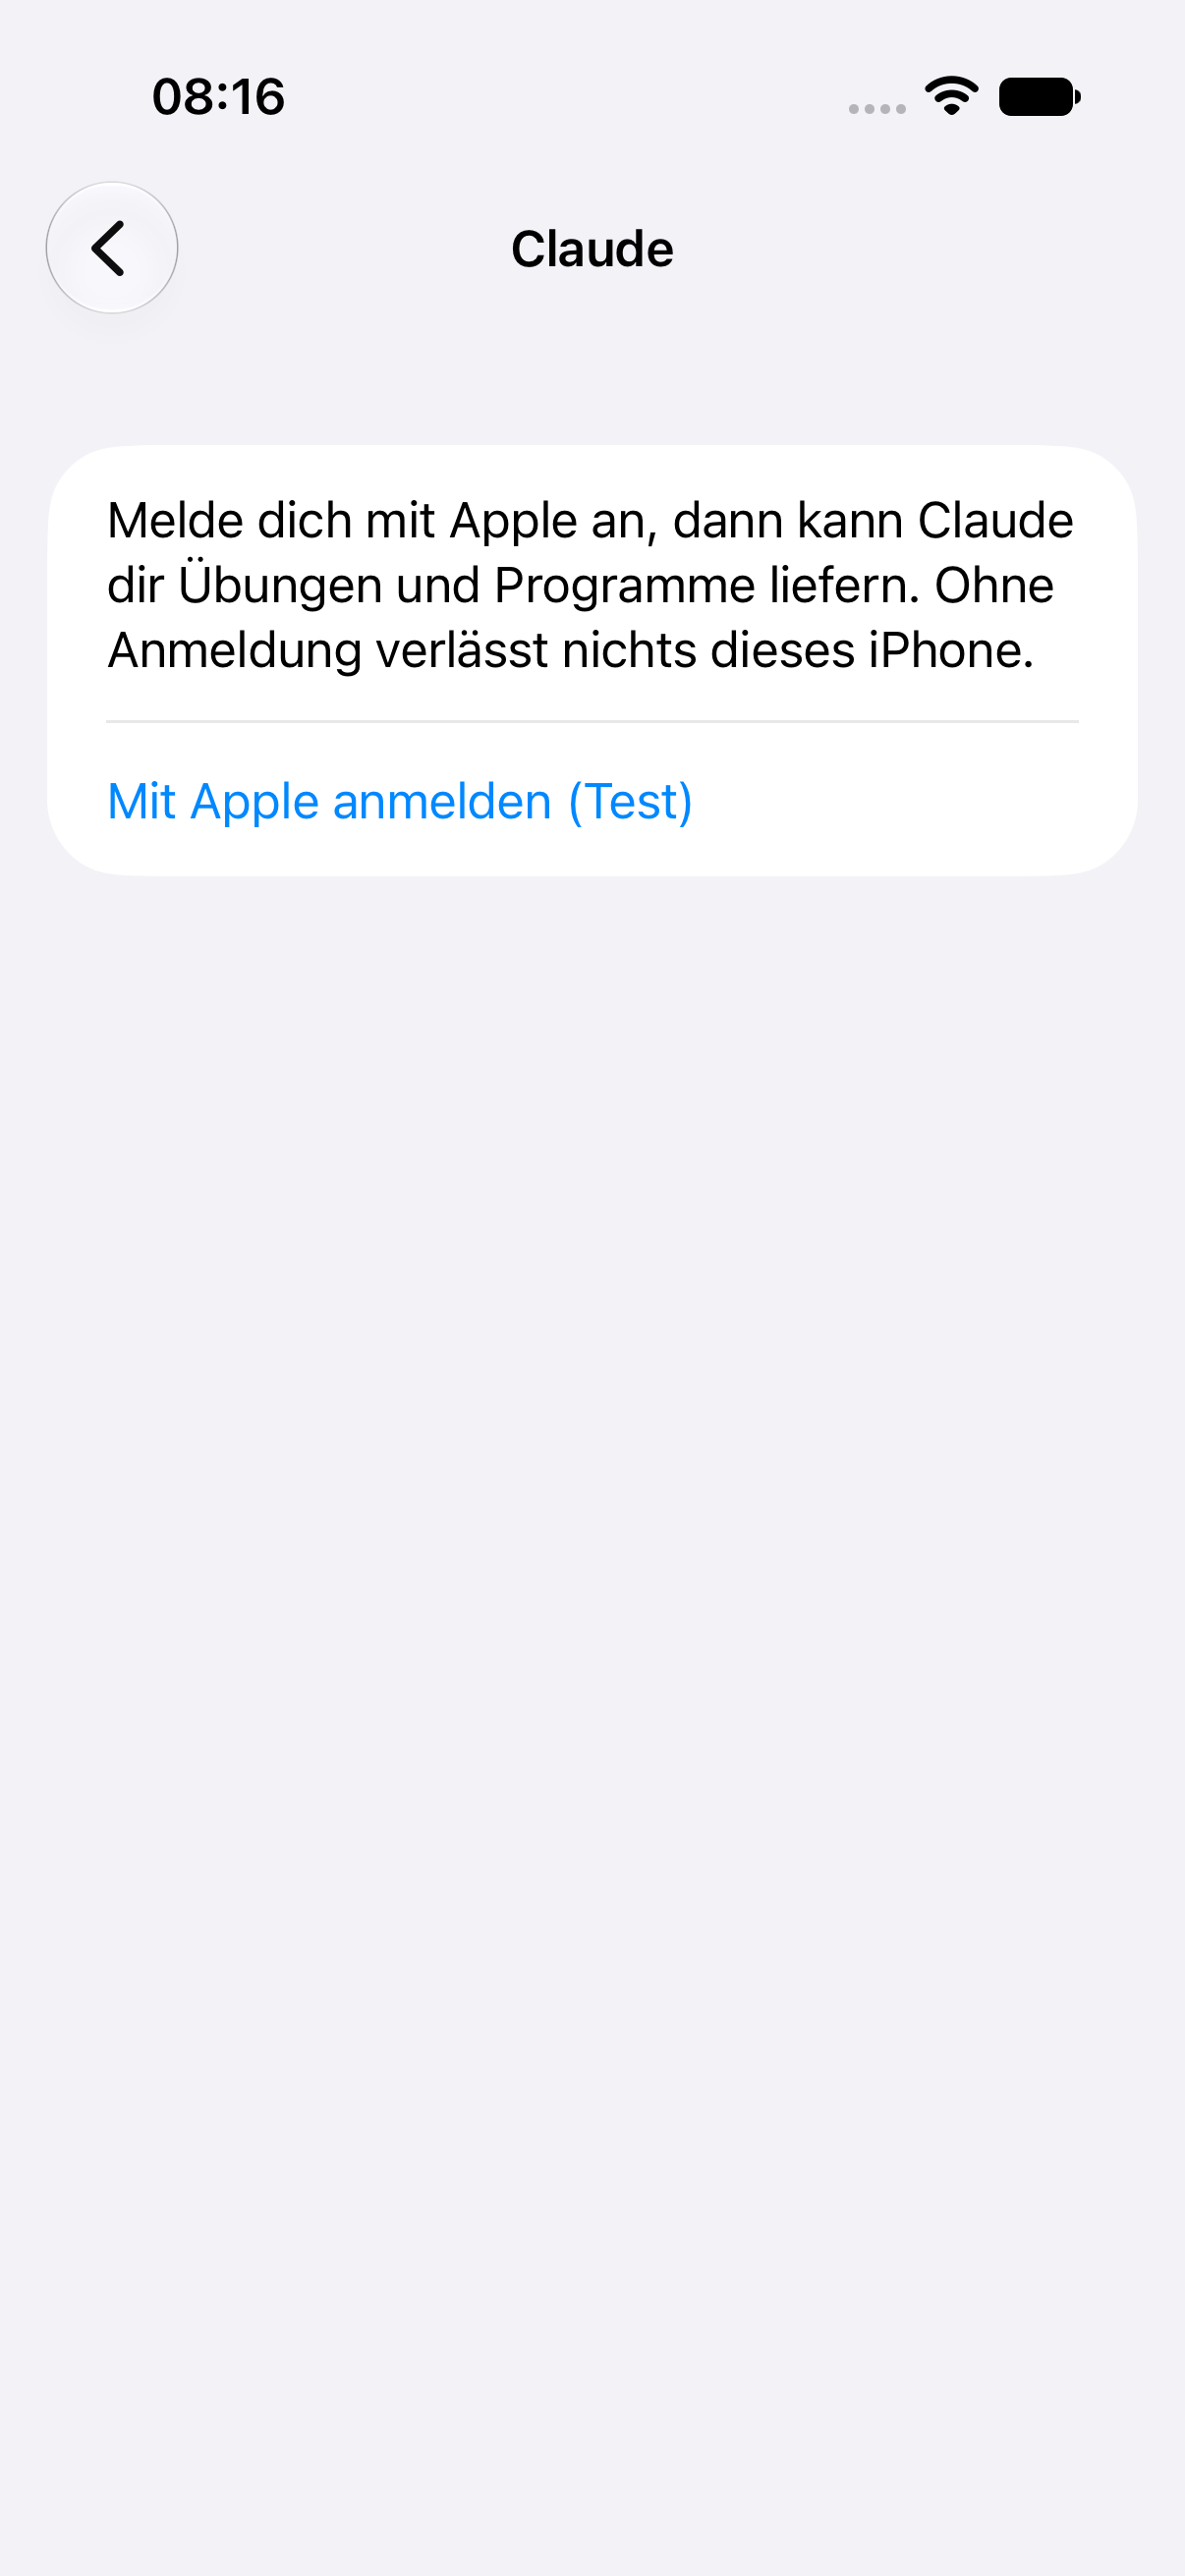 08:16
Claude
Melde dich mit Apple an, dann kann Claude
dir Übungen und Programme liefern. Ohne
Anmeldung verlässt nichts dieses iPhone.
Mit Apple anmelden (Test)